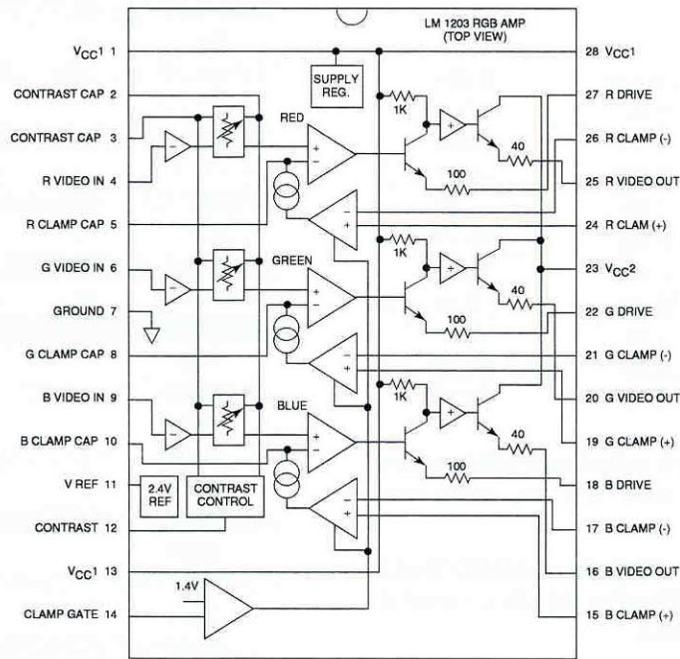 LM 1203 RGB AMP
(TOP VIEW)
VCC1 1
28 VCC1
SUPPLY
REG.
CONTRAST CAP 2
27 R DRIVE
1K
RED
+
40
CONTRAST CAP 3
26 R CLAMP (-)
-
+
-
100
R VIDEO IN 4
25 R VIDEO OUT
-
+
R CLAMP CAP 5
24 R CLAM (+)
1K
G VIDEO IN 6
GREEN
+
23 VCC2
-
+
-
40
GROUND 7
22 G DRIVE
100
G CLAMP CAP 8
21 G CLAMP (-)
-
+
1K
B VIDEO IN 9
20 G VIDEO OUT
BLUE
+
-
+
-
40
B CLAMP CAP 10
19 G CLAMP (+)
100
V REF 11
2.4V
REF
CONTRAST
CONTROL
18 B DRIVE
-
+
CONTRAST 12
17 B CLAMP (-)
VCC1 13
16 B VIDEO OUT
1.4V
CLAMP GATE 14
15 B CLAMP (+)